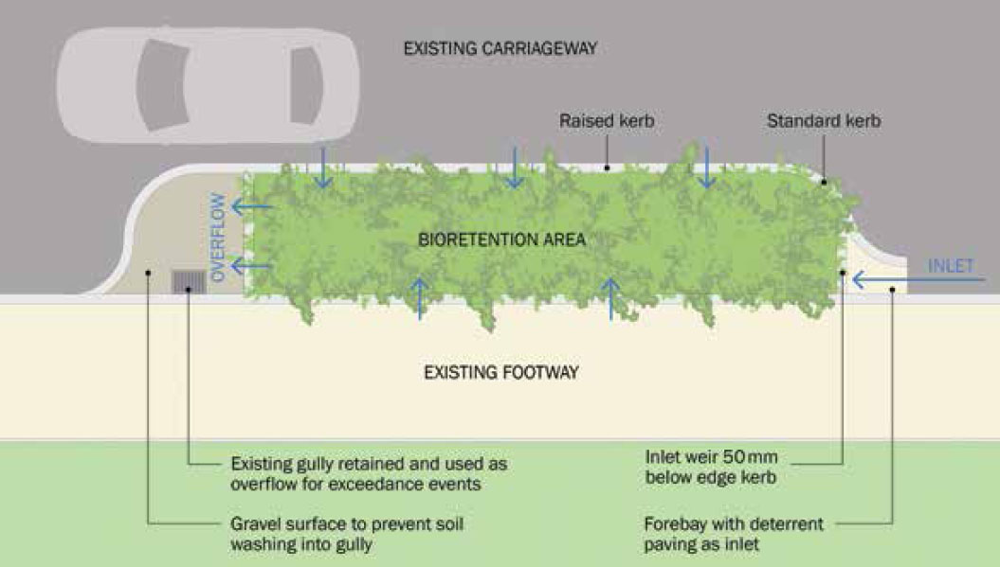 EXISTING CARRIAGEWAY
Raised kerb
Standard kerb
OVERFLOW
BIORETENTION AREA
INLET
EXISTING FOOTWAY
Existing gully retained and used as
overflow for exceedance events
Inlet weir 50 mm
below edge kerb
Gravel surface to prevent soil
washing into gully
Forebay with deterrent
paving as inlet